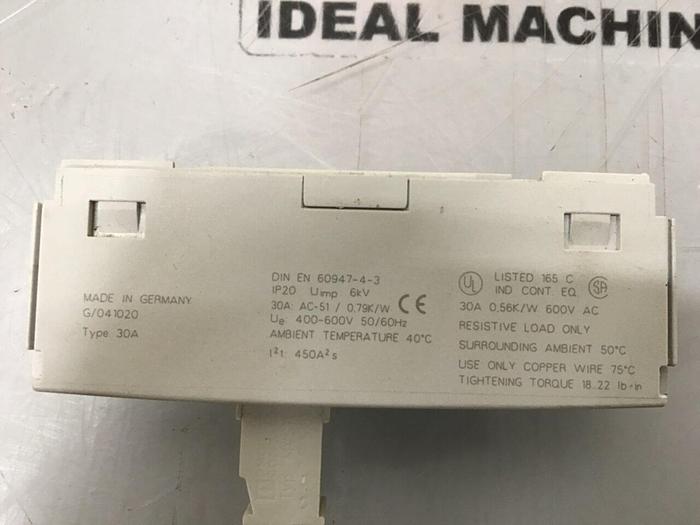 IDEAL MACHIN
MADE IN GERMANY
G/041020
Type: 30A
DIN EN 60947-4-3
IP20 Uimp 6kV
30A: AC-51 / 0,79K/W CE
Ue: 400-600V 50/60Hz
AMBIENT TEMPERATURE 40°C
I²t: 450A²s
UL LISTED 165 C
IND CONT. EQ. SA
30A 0,56K/W 600V AC
RESISTIVE LOAD ONLY
SURROUNDING AMBIENT 50°C
USE ONLY COPPER WIRE 75°C
TIGHTENING TORQUE 18..22 lb-in